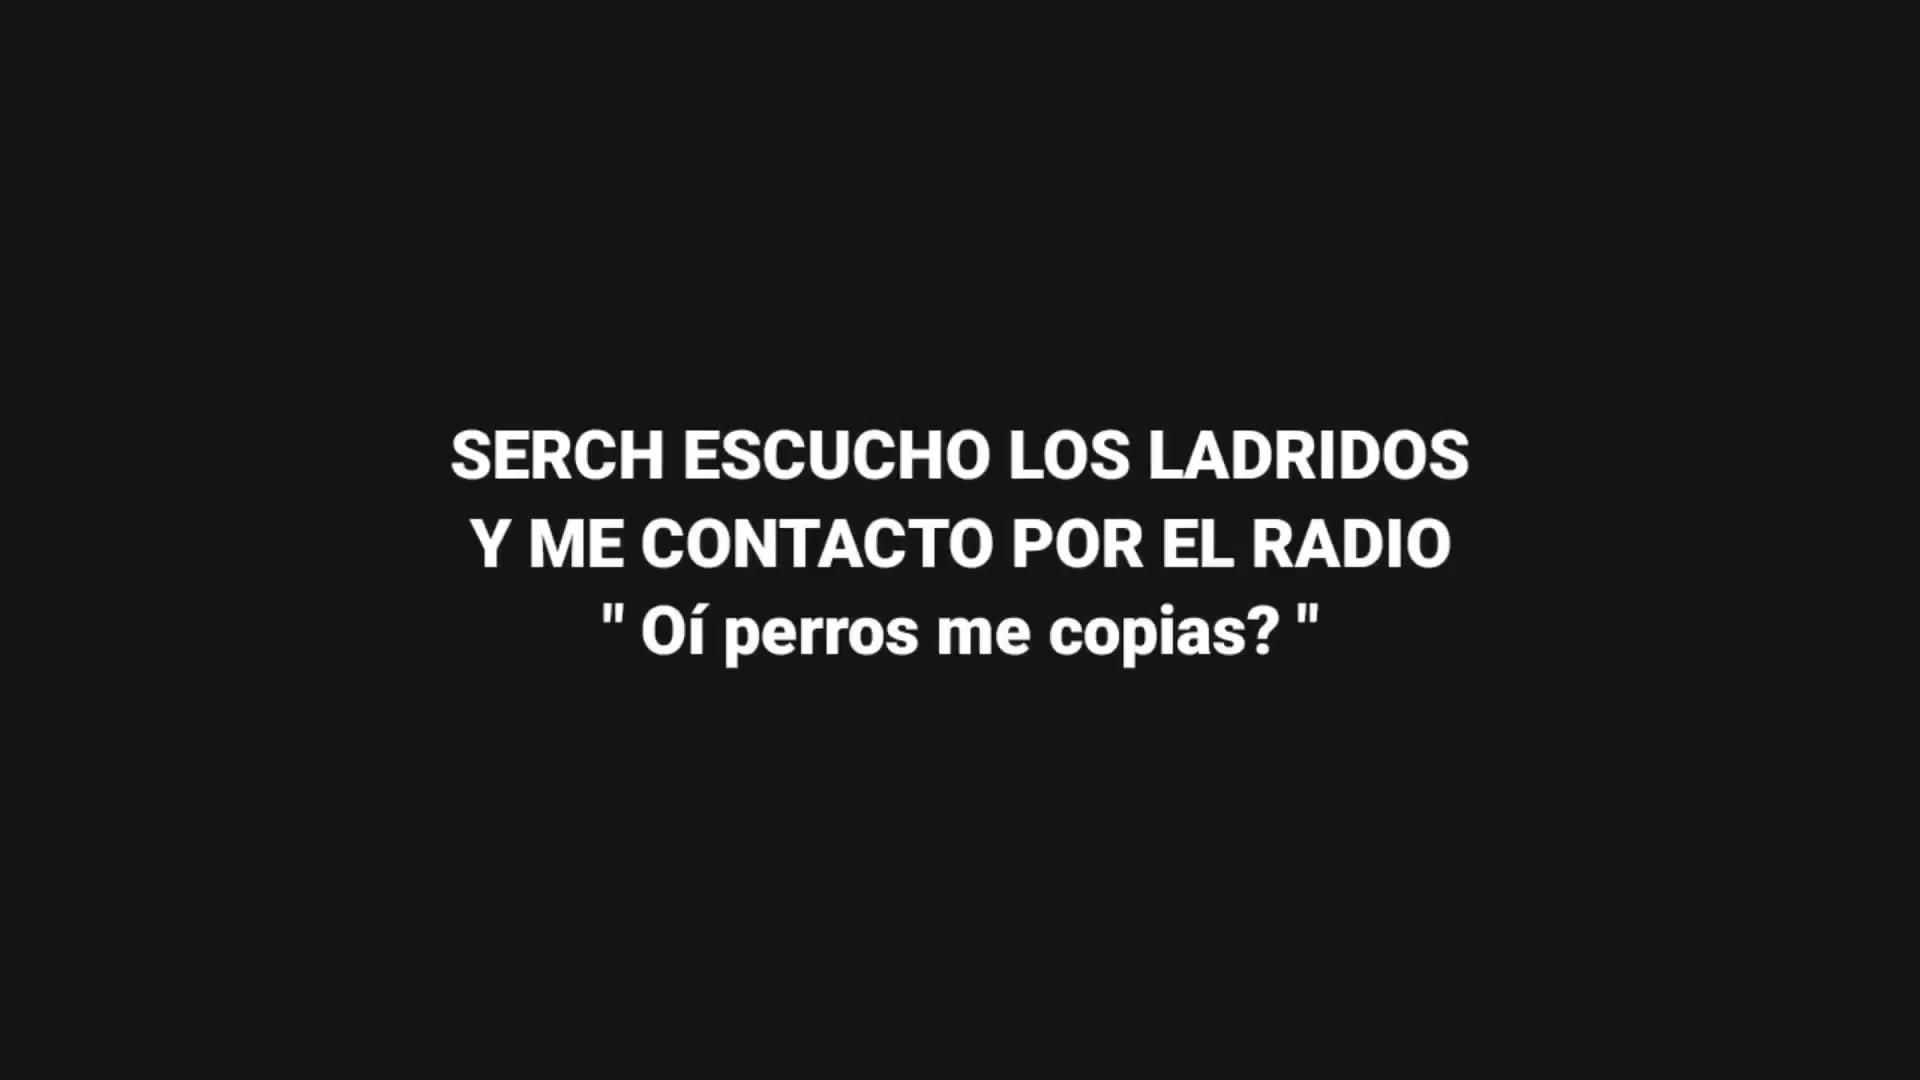 SERCH ESCUCHO LOS LADRIDOS
Y ME CONTACTO POR EL RADIO
" Oí perros me copias? "